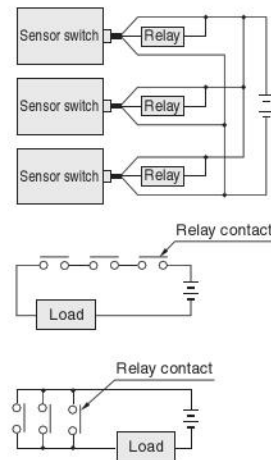 Sensor switch
Relay
Sensor switch
Relay
Sensor switch
Relay
Relay contact
Load
Relay contact
Load